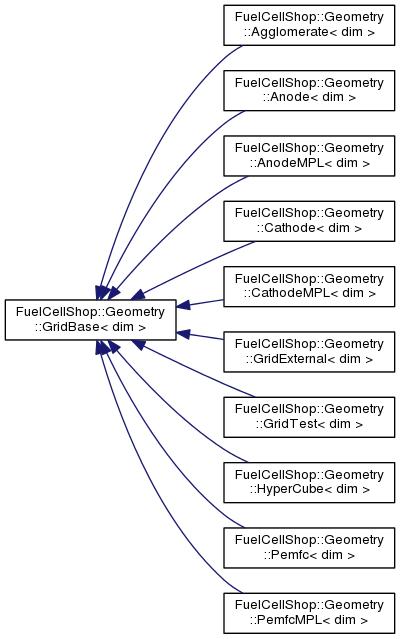 FuelCellShop::Geometry
::Agglomerate< dim >
FuelCellShop::Geometry
::Anode< dim >
FuelCellShop::Geometry
::AnodeMPL< dim >
FuelCellShop::Geometry
::Cathode< dim >
FuelCellShop::Geometry
::CathodeMPL< dim >
FuelCellShop::Geometry
::GridBase< dim >
FuelCellShop::Geometry
::GridExternal< dim >
FuelCellShop::Geometry
::GridTest< dim >
FuelCellShop::Geometry
::HyperCube< dim >
FuelCellShop::Geometry
::Pemfc< dim >
FuelCellShop::Geometry
::PemfcMPL< dim >